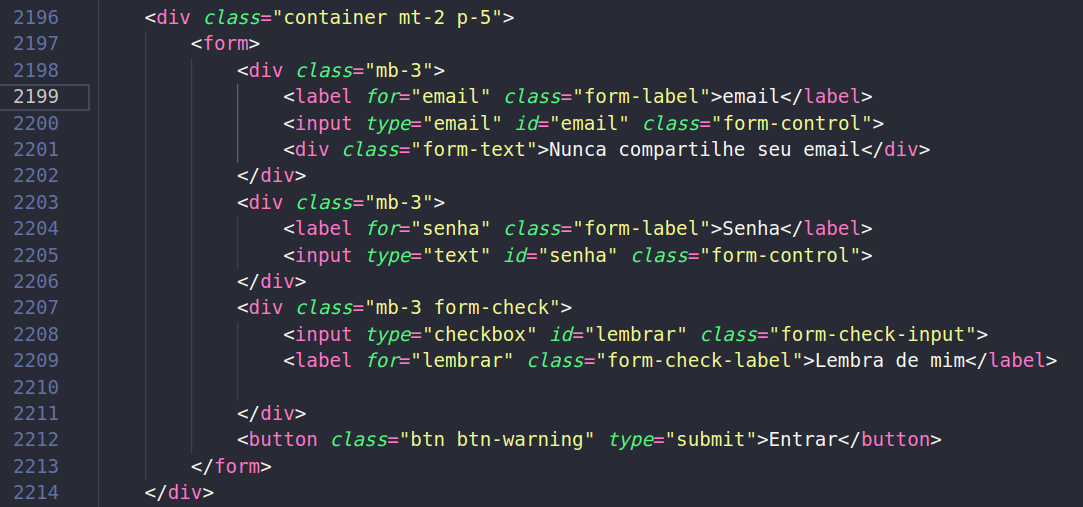 2196 <div class="container mt-2 p-5">
2197 <form>
2198 <div class="mb-3">
2199 <label for="email" class="form-label">email</label>
2200 <input type="email" id="email" class="form-control">
2201 <div class="form-text">Nunca compartilhe seu email</div>
2202 </div>
2203 <div class="mb-3">
2204 <label for="senha" class="form-label">Senha</label>
2205 <input type="text" id="senha" class="form-control">
2206 </div>
2207 <div class="mb-3 form-check">
2208 <input type="checkbox" id="lembrar" class="form-check-input">
2209 <label for="lembrar" class="form-check-label">Lembra de mim</label>
2210
2211 </div>
2212 <button class="btn btn-warning" type="submit">Entrar</button>
2213 </form>
2214 </div>